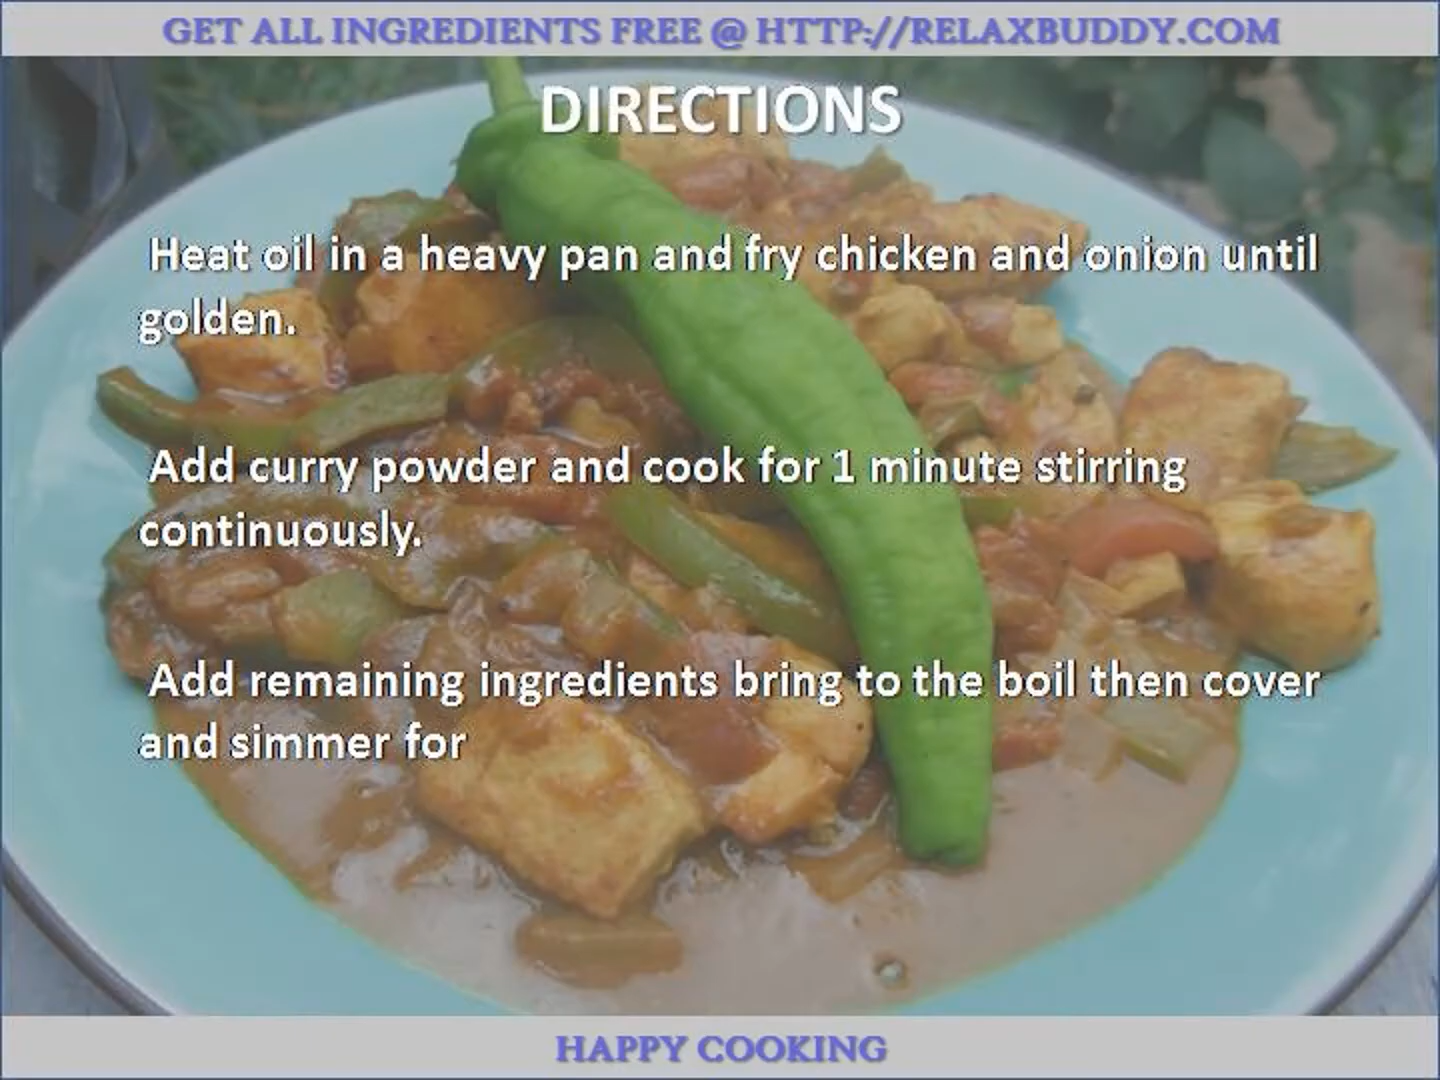 GET ALL INGREDIENTS FREE @ HTTP://RELAXBUDDY.COM
DIRECTIONS
Heat oil in a heavy pan and fry chicken and onion until
golden.
Add curry powder and cook for 1 minute stirring
continuously.
Add remaining ingredients bring to the boil then cover
and simmer for
HAPPY COOKING